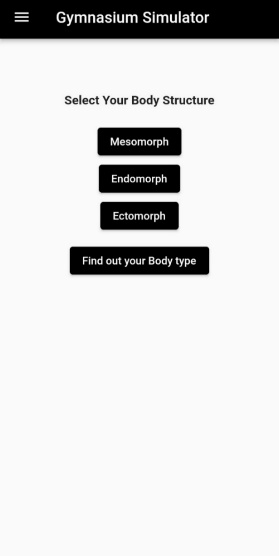 Gymnasium Simulator
Select Your Body Structure
Mesomorph
Endomorph
Ectomorph
Find out your Body type